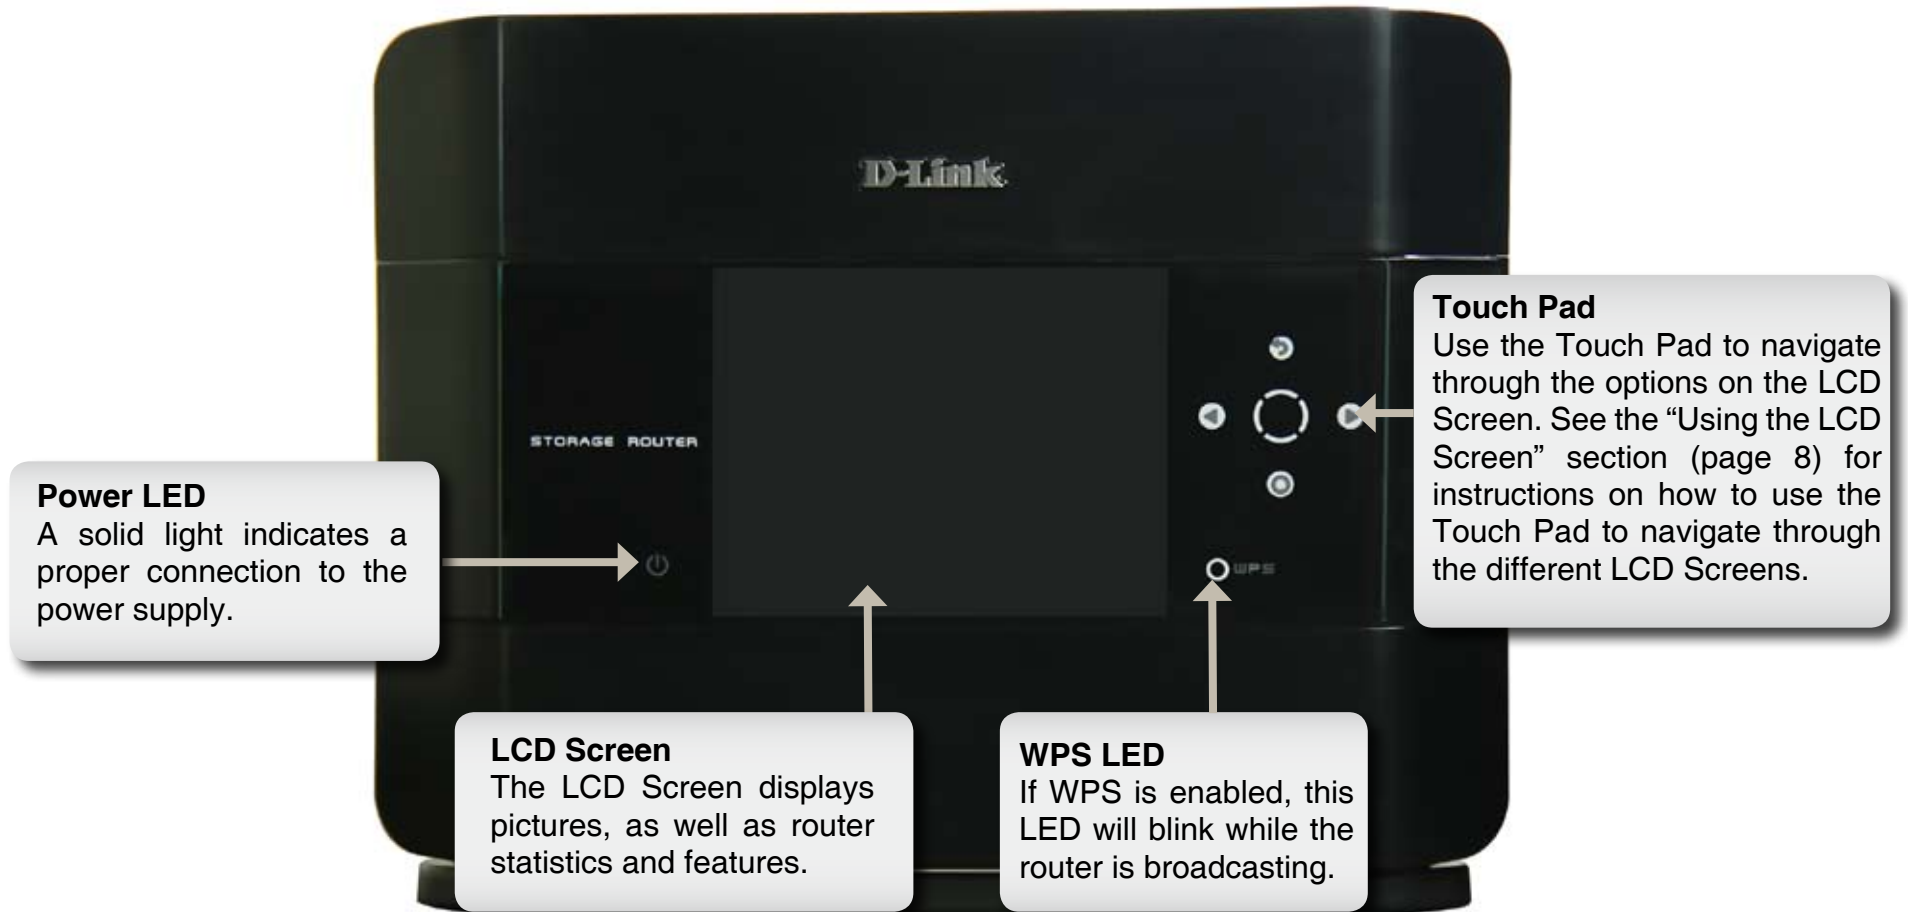 D-Link
STORAGE ROUTER
WPS
Touch Pad
Use the Touch Pad to navigate
through the options on the LCD
Screen. See the “Using the LCD
Screen” section (page 8) for
instructions on how to use the
Touch Pad to navigate through
the different LCD Screens.
Power LED
A solid light indicates a
proper connection to the
power supply.
LCD Screen
The LCD Screen displays
pictures, as well as router
statistics and features.
WPS LED
If WPS is enabled, this
LED will blink while the
router is broadcasting.